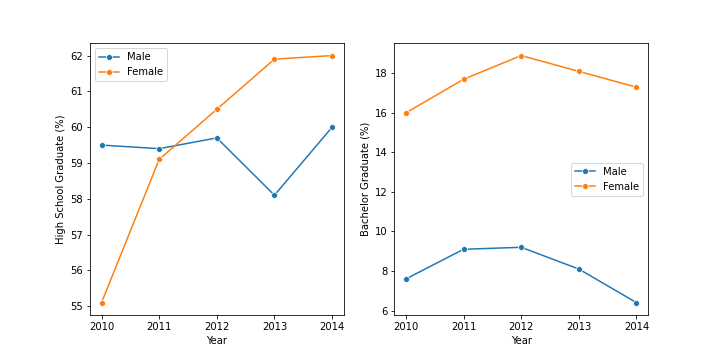 62
61
60
59
58
57
56
55
High School Graduate (%)
Male
Female
2010 2011 2012 2013 2014
Year
18
16
14
12
10
8
6
Bachelor Graduate (%)
Male
Female
2010 2011 2012 2013 2014
Year